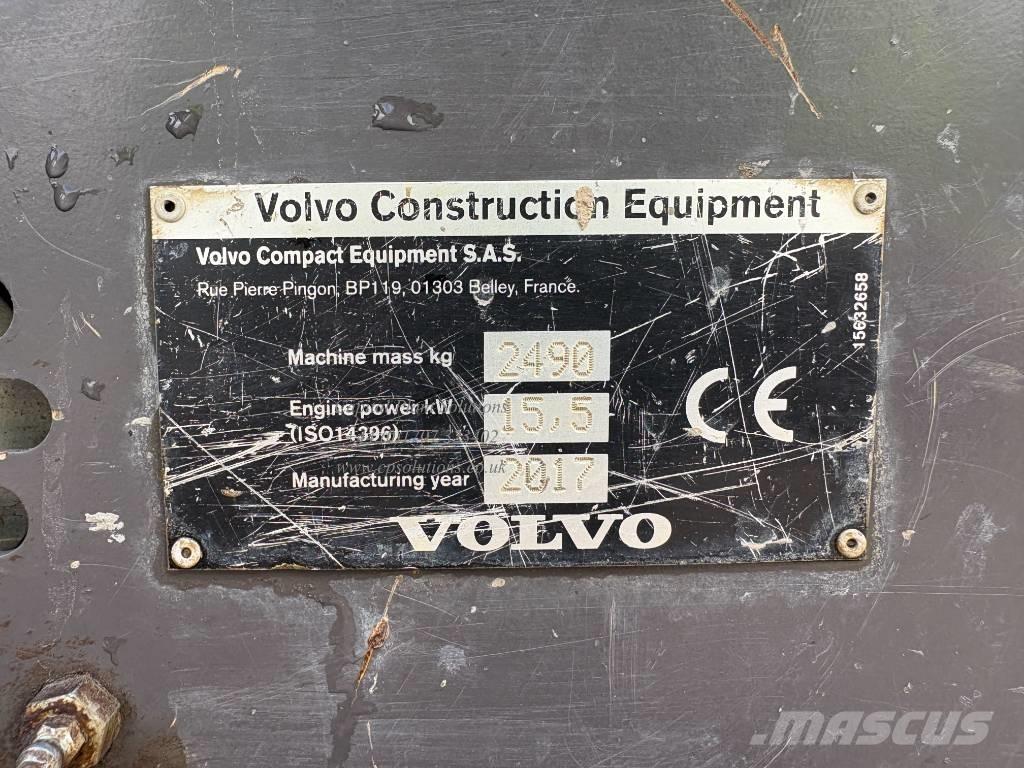 Volvo Construction Equipment
Volvo Compact Equipment S.A.S.
Rue Pierre Pingon, BP119, 01303 Belley, France.
15632658
Machine mass kg 2490
Engine power kW 15.5
(ISO14396)
www.cpsolutions.co.uk
Manufacturing year 2017
CE
VOLVO
MASCUS